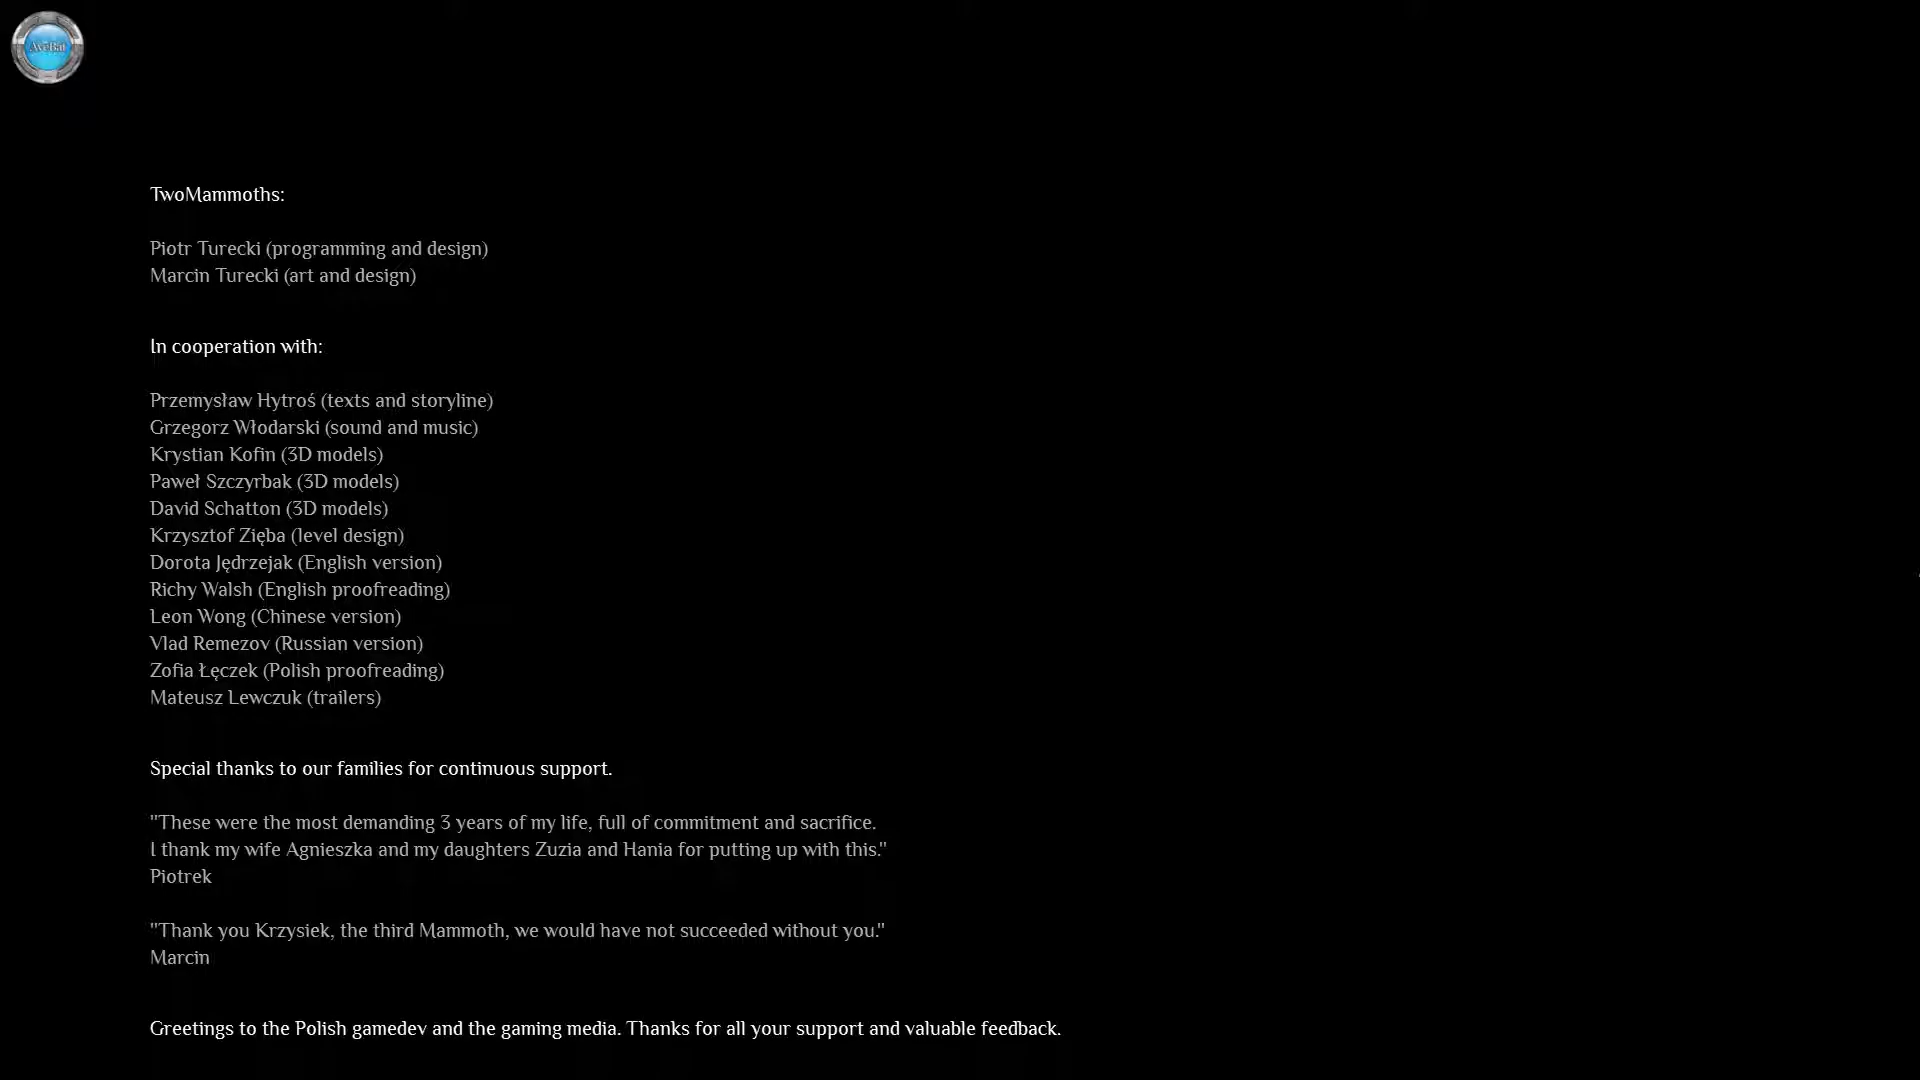 AveBat
TwoMammoths:
Piotr Turecki (programming and design)
Marcin Turecki (art and design)
In cooperation with:
Przemysław Hytroś (texts and storyline)
Grzegorz Włodarski (sound and music)
Krystian Kofin (3D models)
Paweł Szczyrbak (3D models)
David Schatton (3D models)
Krzysztof Zięba (level design)
Dorota Jędrzejak (English version)
Richy Walsh (English proofreading)
Leon Wong (Chinese version)
Vlad Remezov (Russian version)
Zofia Łęczek (Polish proofreading)
Mateusz Lewczuk (trailers)
Special thanks to our families for continuous support.
"These were the most demanding 3 years of my life, full of commitment and sacrifice.
I thank my wife Agnieszka and my daughters Zuzia and Hania for putting up with this."
Piotrek
"Thank you Krzysiek, the third Mammoth, we would have not succeeded without you."
Marcin
Greetings to the Polish gamedev and the gaming media. Thanks for all your support and valuable feedback.